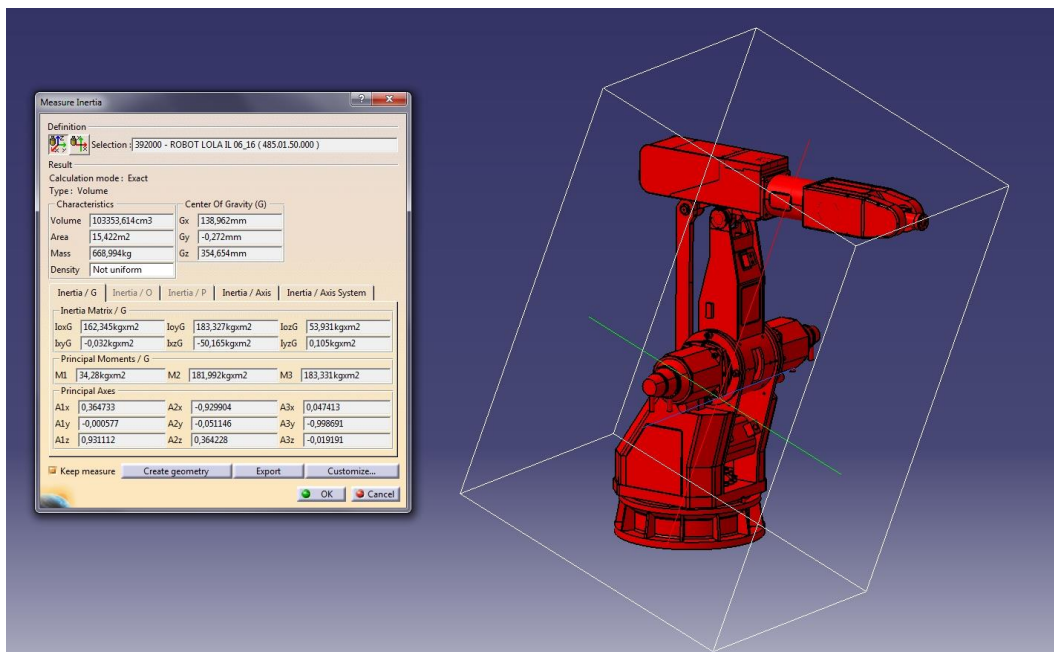 Measure Inertia
Definition
Selection : 392000 - ROBOT LOLA IL 06_16 ( 485.01.50.000 )
Result
Calculation mode : Exact
Type : Volume
Characteristics Center Of Gravity (G)
Volume 103353,614cm3 Gx 138,962mm
Area 15,422m2 Gy -0,272mm
Mass 668,994kg Gz 354,654mm
Density Not uniform
Inertia / G Inertia / O Inertia / P Inertia / Axis Inertia / Axis System
Inertia Matrix / G
IoxG 162,345kgxm2 IoyG 183,327kgxm2 IozG 53,931kgxm2
IxyG -0,032kgxm2 IxzG -50,165kgxm2 IyzG 0,105kgxm2
Principal Moments / G
M1 34,28kgxm2 M2 181,992kgxm2 M3 183,331kgxm2
Principal Axes
A1x 0,364733 A2x -0,929904 A3x 0,047413
A1y -0,000577 A2y -0,051146 A3y -0,998691
A1z 0,931112 A2z 0,364228 A3z -0,019191
Keep measure Create geometry Export Customize...
OK Cancel